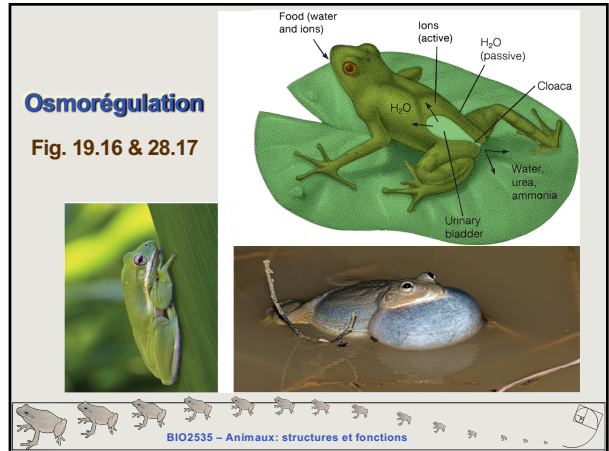 Osmorégulation
Fig. 19.16 & 28.17
Food (water
and ions)
Ions
(active)
H₂O
(passive)
Cloaca
H₂O
Water,
urea,
ammonia
Urinary
bladder
BIO2535 – Animaux: structures et fonctions